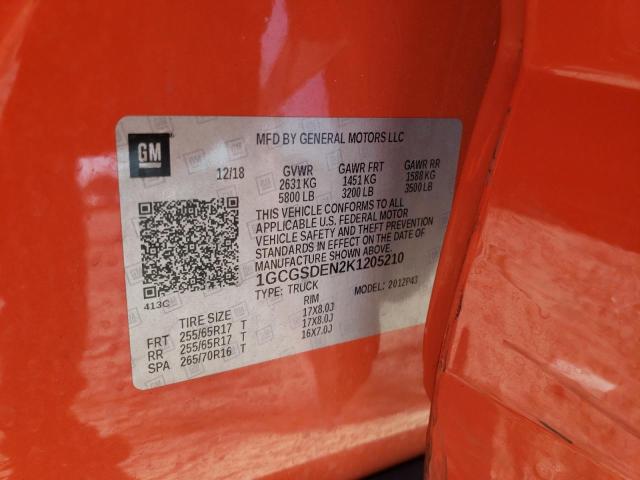 GM
MFD BY GENERAL MOTORS LLC
12/18 GVWR GAWR FRT GAWR RR
2631 KG 1451 KG 1588 KG
5800 LB 3200 LB 3500 LB
THIS VEHICLE CONFORMS TO ALL
APPLICABLE U.S. FEDERAL MOTOR
VEHICLE SAFETY AND THEFT PREVENTION
STANDARDS IN EFFECT ON THE DATE OF
MANUFACTURE SHOWN ABOVE.
1GCGSDEN2K1205210
413C TYPE: TRUCK MODEL: 2012P43
TIRE SIZE RIM
FRT 255/65R17 T 17X8.0J
RR 255/65R17 T 17X8.0J
SPA 265/70R16 T 16X7.0J